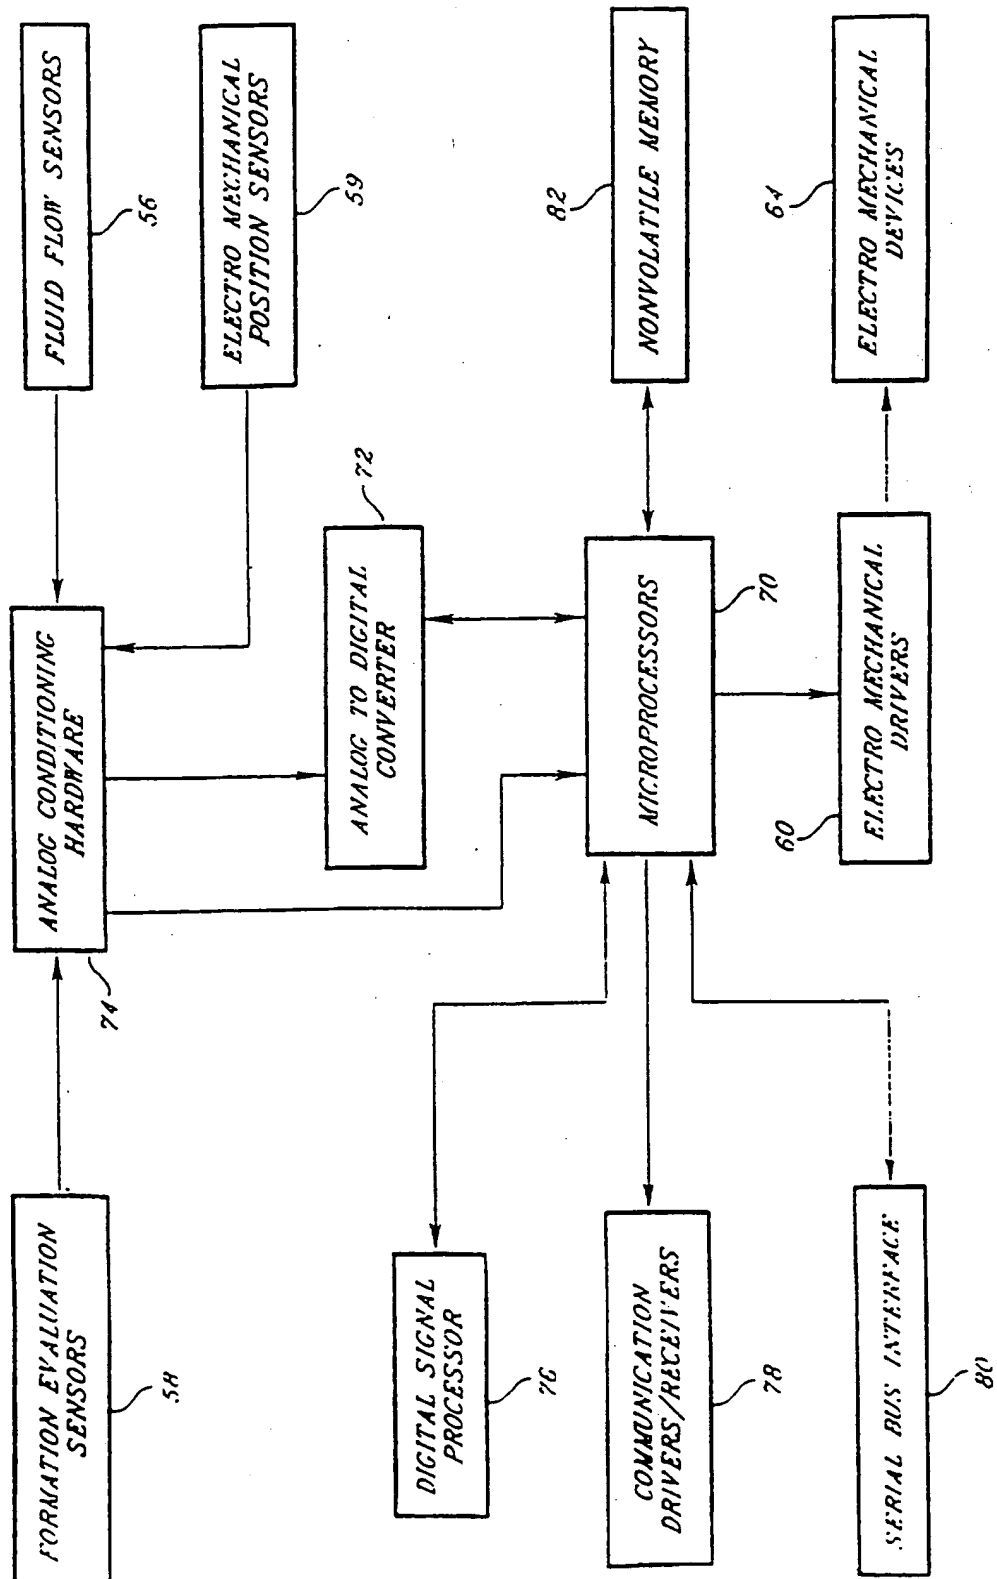 FORMATION EVALUATION
SENSORS
58
ANALOG CONDITIONING
HARDWARE
74
FLUID FLOW SENSORS
56
ELECTRO MECHANICAL
POSITION SENSORS
59
ANALOG TO DIGITAL
CONVERTER
72
DIGITAL SIGNAL
PROCESSOR
76
MICROPROCESSORS
70
NONVOLATILE MEMORY
82
COMMUNICATION
DRIVERS/RECEIVERS
78
ELECTRO MECHANICAL
DRIVERS
60
ELECTRO MECHANICAL
DEVICES
64
SERIAL BUS INTERFACE
80